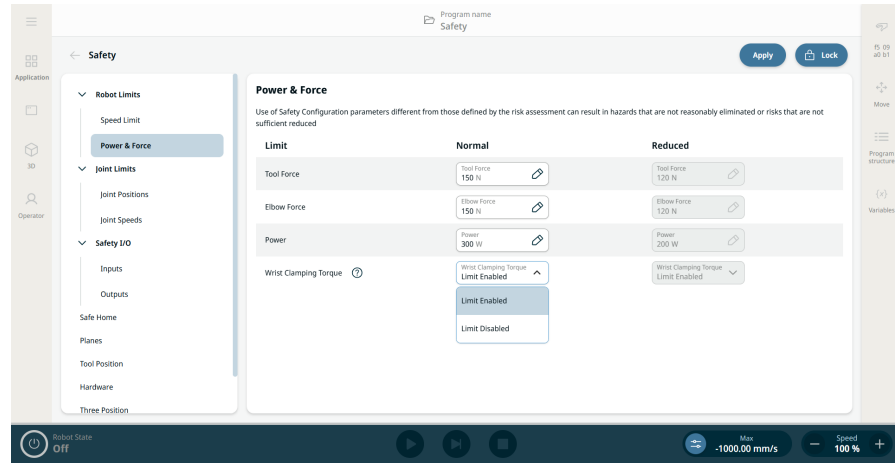 Program name
Safety
Safety
Apply
Lock
f5 09
a0 b1
Application
Move
3D
Program
structure
Operator
{x}
Variables
Robot Limits
Speed Limit
Power & Force
Joint Limits
Joint Positions
Joint Speeds
Safety I/O
Inputs
Outputs
Safe Home
Planes
Tool Position
Hardware
Three Position
Power & Force
Use of Safety Configuration parameters different from those defined by the risk assessment can result in hazards that are not reasonably eliminated or risks that are not
sufficient reduced
Limit Normal Reduced
Tool Force
Tool Force
150 N
Tool Force
120 N
Elbow Force
Elbow Force
150 N
Elbow Force
120 N
Power
Power
300 W
Power
200 W
Wrist Clamping Torque ?
Wrist Clamping Torque
Limit Enabled
Wrist Clamping Torque
Limit Enabled
Limit Enabled
Limit Disabled
Robot State
Off
Max
-1000.00 mm/s
Speed
100 %